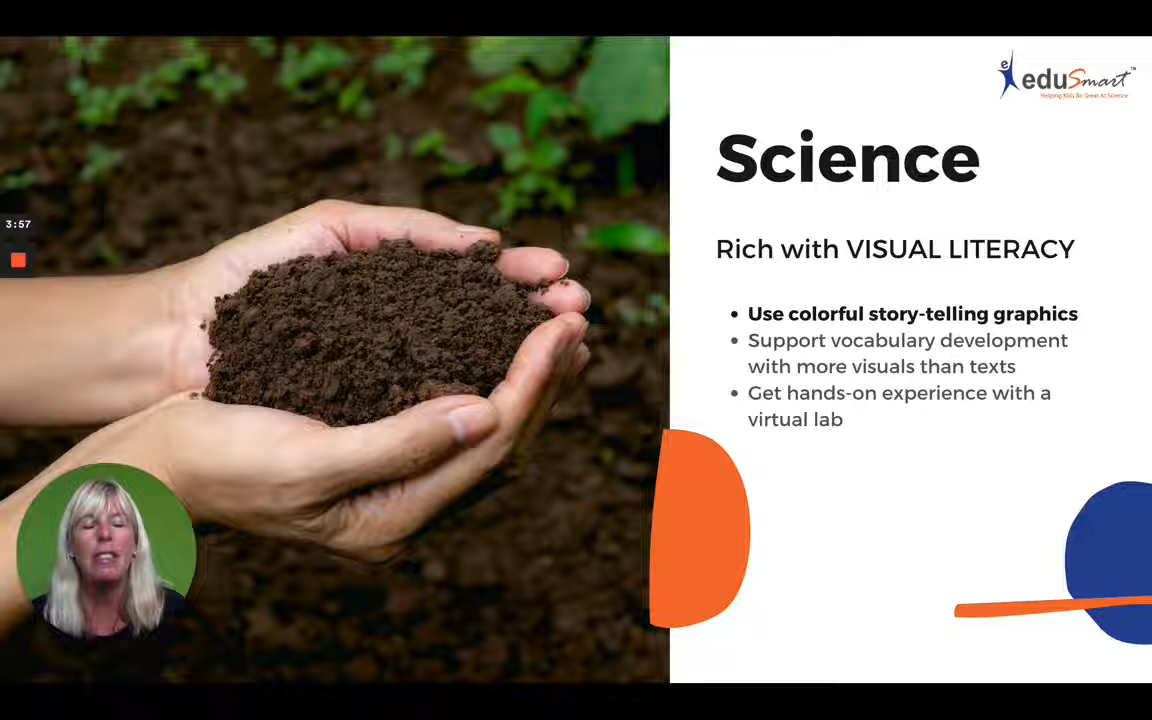 eduSmart™
Helping Kids Be Great At Science
Science
3:57
Rich with VISUAL LITERACY
• Use colorful story-telling graphics
• Support vocabulary development
with more visuals than texts
• Get hands-on experience with a
virtual lab